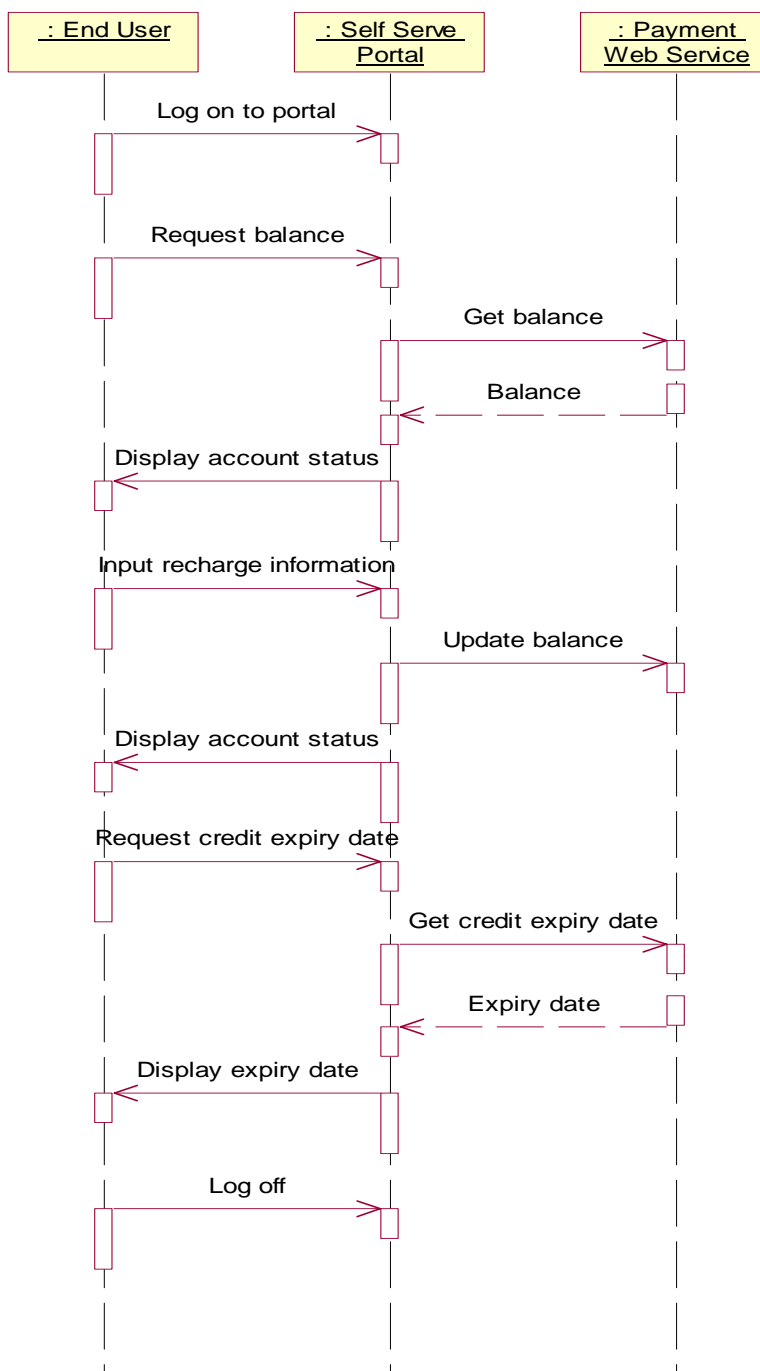 : End User
: Self Serve
Portal
: Payment
Web Service
Log on to portal
Request balance
Get balance
Balance
Display account status
Input recharge information
Update balance
Display account status
Request credit expiry date
Get credit expiry date
Expiry date
Display expiry date
Log off